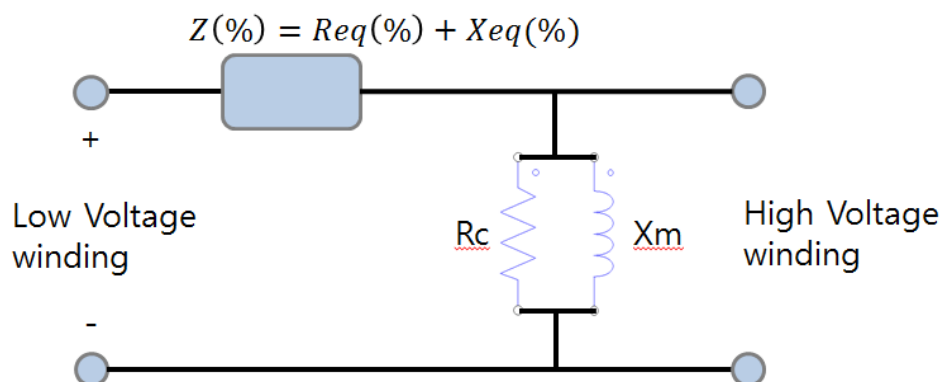 Z(%) = Req(%) + Xeq(%)
+
Low Voltage
winding
-
Rc
Xm
High Voltage
winding